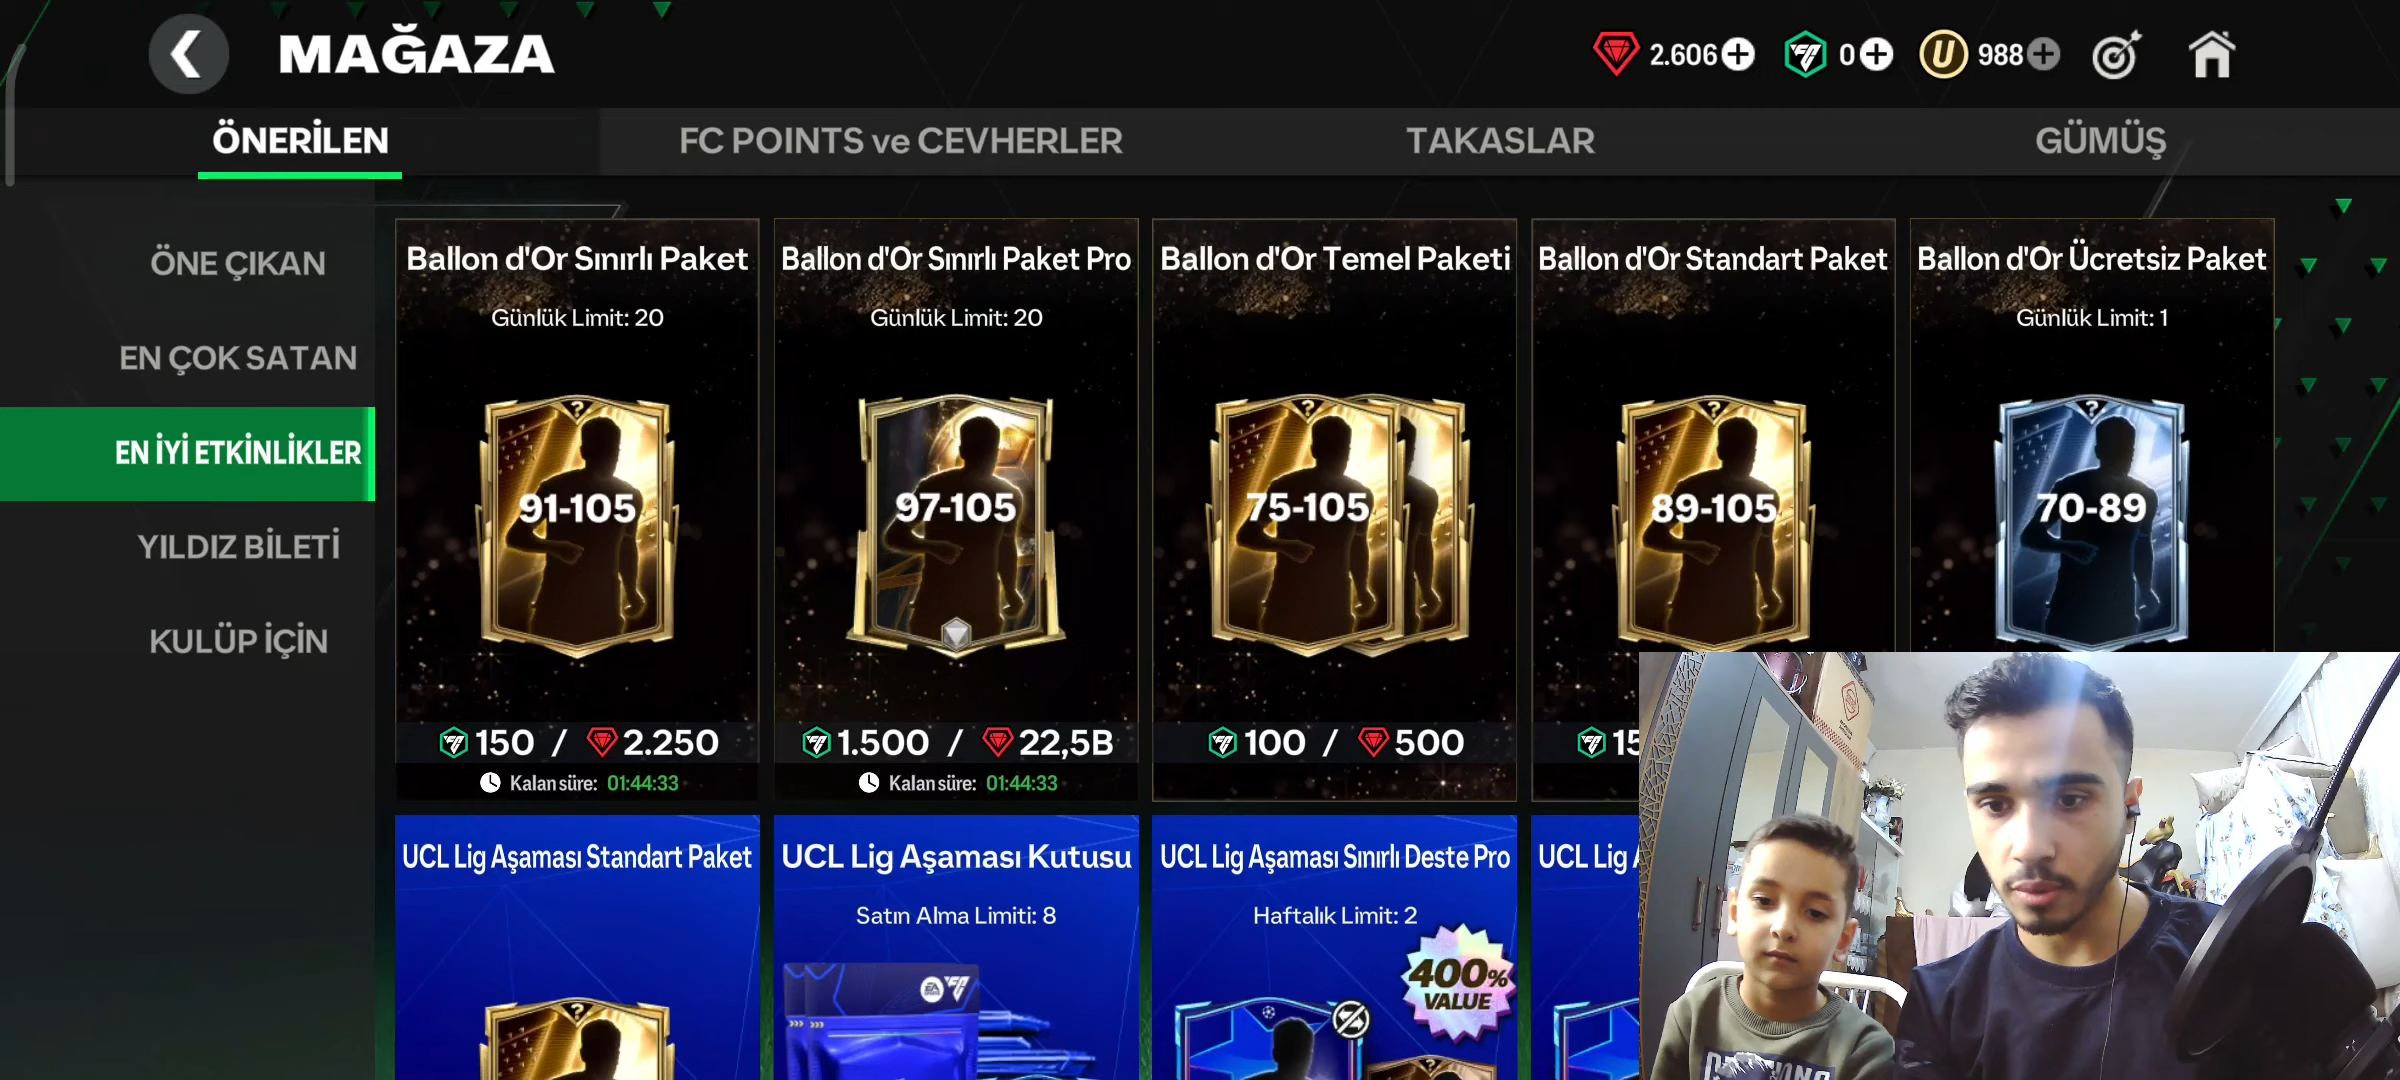 MAĞAZA
2.606
0
988
ÖNERİLEN
FC POINTS ve CEVHERLER
TAKASLAR
GÜMÜŞ
ÖNE ÇIKAN
EN ÇOK SATAN
EN İYİ ETKİNLİKLER
YILDIZ BİLETİ
KULÜP İÇİN
Ballon d'Or Sınırlı Paket
Günlük Limit: 20
91-105
150 / 2.250
Kalan süre: 01:44:33
Ballon d'Or Sınırlı Paket Pro
Günlük Limit: 20
97-105
1.500 / 22,5B
Kalan süre: 01:44:33
Ballon d'Or Temel Paketi
75-105
100 / 500
Ballon d'Or Standart Paket
89-105
15
Ballon d'Or Ücretsiz Paket
Günlük Limit: 1
70-89
UCL Lig Aşaması Standart Paket
UCL Lig Aşaması Kutusu
Satın Alma Limiti: 8
UCL Lig Aşaması Sınırlı Deste Pro
Haftalık Limit: 2
400%
VALUE
UCL Lig